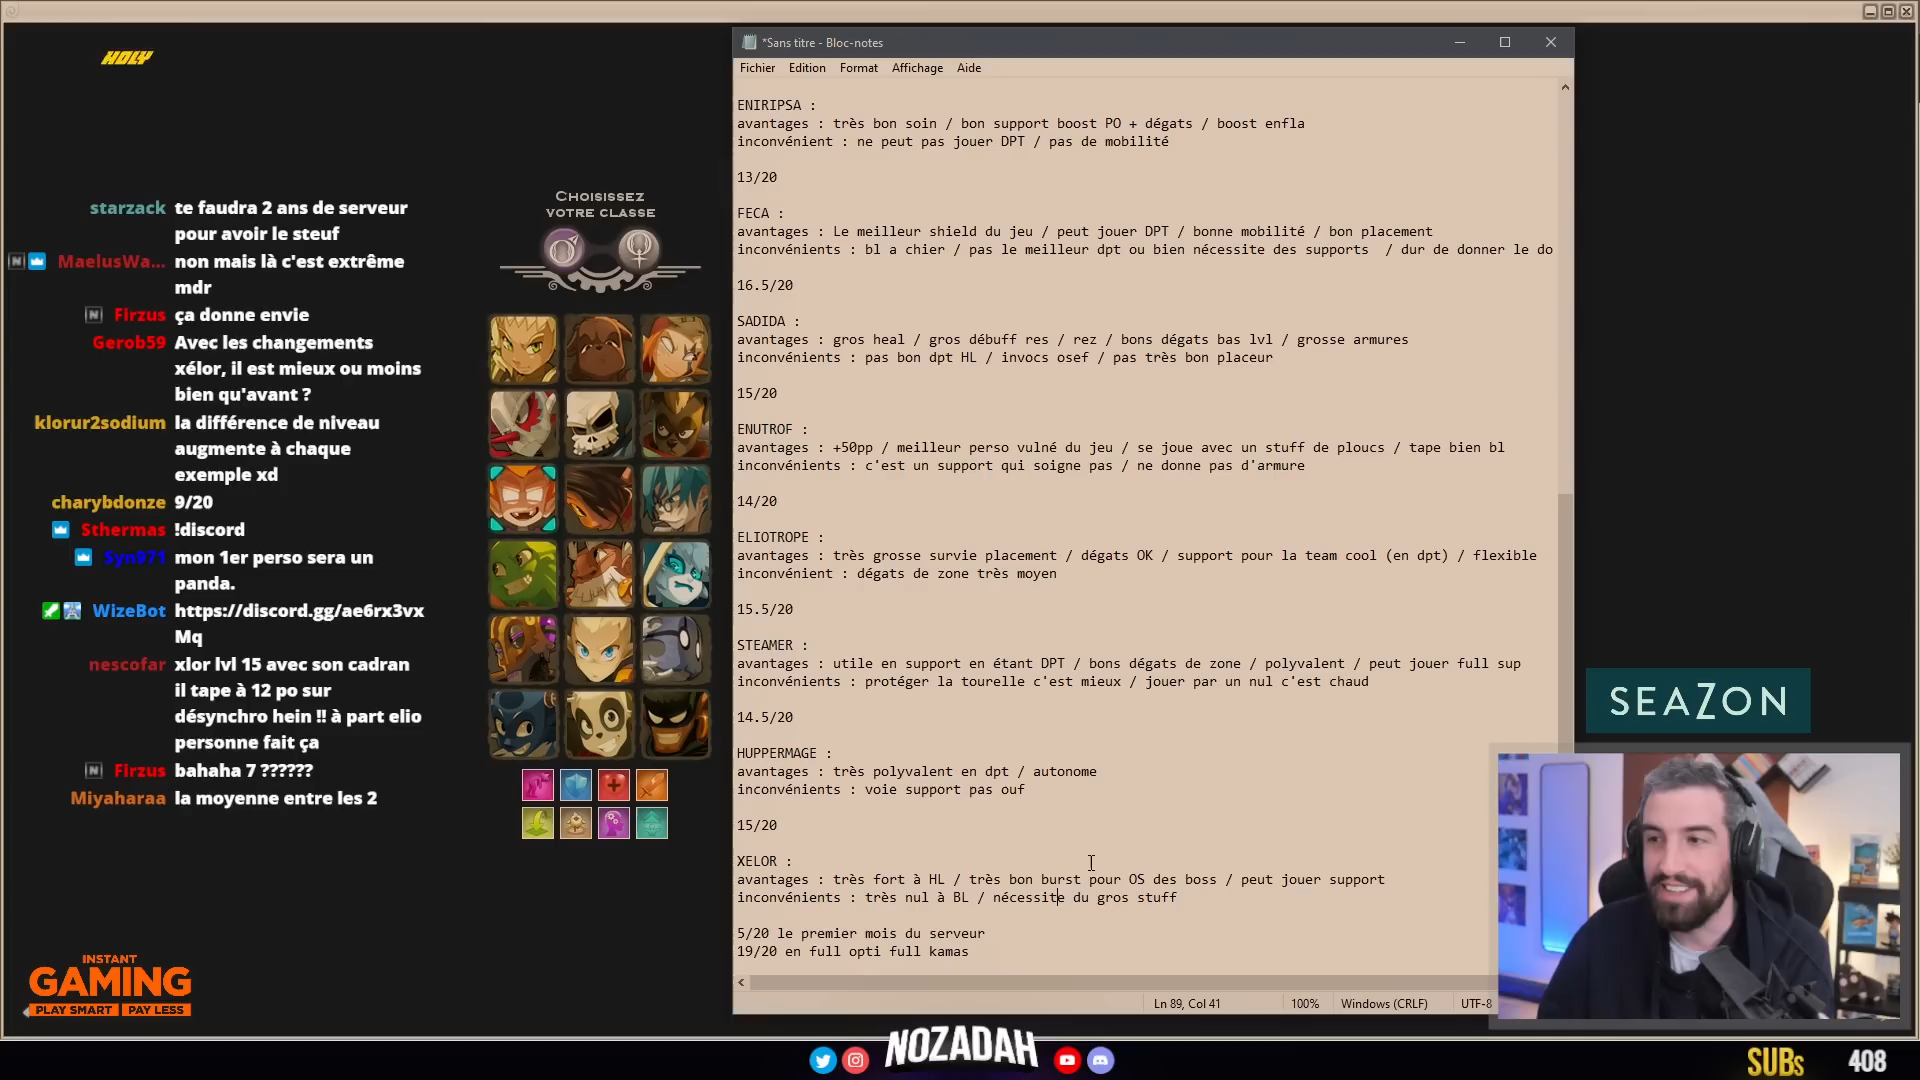 HOLY
starzack te faudra 2 ans de serveur
pour avoir le steuf
MaelusWa... non mais là c'est extrême
mdr
Firzus ça donne envie
Gerob59 Avec les changements
xélor, il est mieux ou moins
bien qu'avant ?
klorur2sodium la différence de niveau
augmente à chaque
exemple xd
charybdonze 9/20
Sthermas !discord
Syn971 mon 1er perso sera un
panda.
WizeBot https://discord.gg/ae6rx3vx
Mq
nescofar xlor lvl 15 avec son cadran
il tape à 12 po sur
désynchro hein !! à part elio
personne fait ça
Firzus bahaha 7 ??????
Miyaharaa la moyenne entre les 2
INSTANT
GAMING
PLAY SMART PAY LESS
CHOISISSEZ
VOTRE CLASSE
*Sans titre - Bloc-notes
Fichier Edition Format Affichage Aide
ENIRIPSA :
avantages : très bon soin / bon support boost PO + dégats / boost enfla
inconvénient : ne peut pas jouer DPT / pas de mobilité
13/20
FECA :
avantages : Le meilleur shield du jeu / peut jouer DPT / bonne mobilité / bon placement
inconvénients : bl a chier / pas le meilleur dpt ou bien nécessite des supports  / dur de donner le do
16.5/20
SADIDA :
avantages : gros heal / gros débuff res / rez / bons dégats bas lvl / grosse armures
inconvénients : pas bon dpt HL / invocs osef / pas très bon placeur
15/20
ENUTROF :
avantages : +50pp / meilleur perso vulné du jeu / se joue avec un stuff de ploucs / tape bien bl
inconvénients : c'est un support qui soigne pas / ne donne pas d'armure
14/20
ELIOTROPE :
avantages : très grosse survie placement / dégats OK / support pour la team cool (en dpt) / flexible
inconvénient : dégats de zone très moyen
15.5/20
STEAMER :
avantages : utile en support en étant DPT / bons dégats de zone / polyvalent / peut jouer full sup
inconvénients : protéger la tourelle c'est mieux / jouer par un nul c'est chaud
14.5/20
HUPPERMAGE :
avantages : très polyvalent en dpt / autonome
inconvénients : voie support pas ouf
15/20
XELOR :
avantages : très fort à HL / très bon burst pour OS des boss / peut jouer support
inconvénients : très nul à BL / nécessite du gros stuff
5/20 le premier mois du serveur
19/20 en full opti full kamas
Ln 89, Col 41 100% Windows (CRLF) UTF-8
SEAZON
NOZADAH
SUBs 408